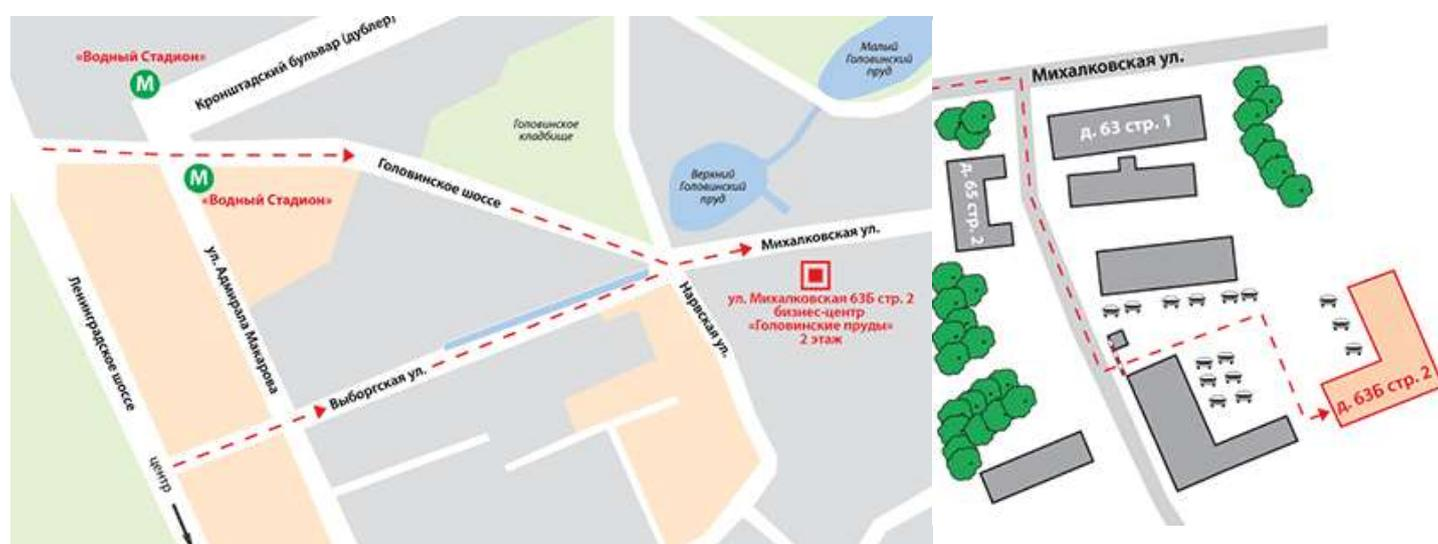 «Водный Стадион»
М
Кронштадский бульвар (дублер)
Малый
Головинский
пруд
Головинское
кладбище
М
«Водный Стадион»
Головинское шоссе
Верхний
Головинский
пруд
Михалковская ул.
Ленинградское шоссе
ул. Адмирала Макарова
Нарвская ул.
ул. Михалковская 63Б стр. 2
бизнес-центр
«Головинские пруды»
2 этаж
Выборгская ул.
центр
Михалковская ул.
д. 63 стр. 1
д. 65 стр. 2
д. 63Б стр. 2